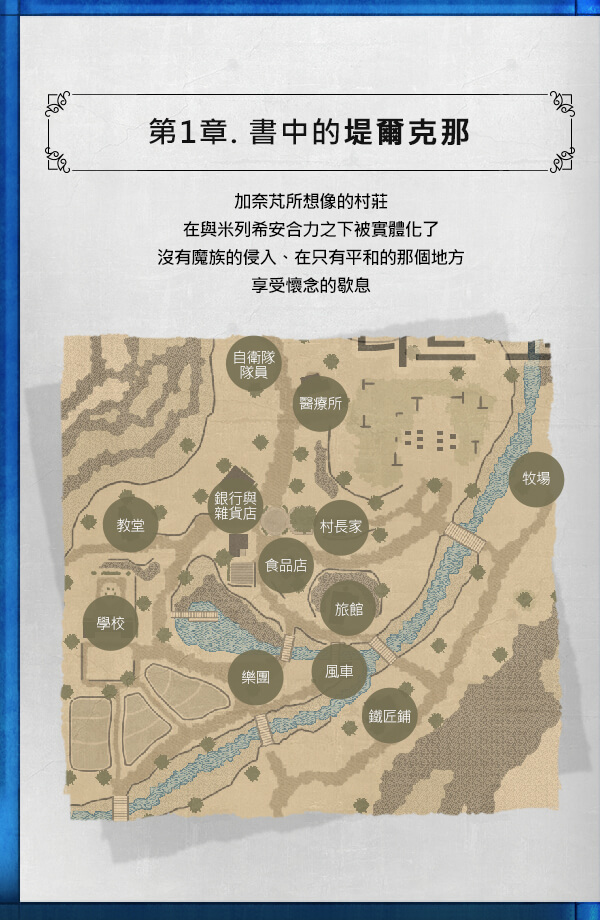 第1章. 書中的堤爾克那
加奈芃所想像的村莊
在與米列希安合力之下被實體化了
沒有魔族的侵入、在只有平和的那個地方
享受懷念的歇息
自衛隊
隊員
醫療所
牧場
銀行與
雜貨店
教堂
村長家
食品店
旅館
學校
樂團
風車
鐵匠鋪